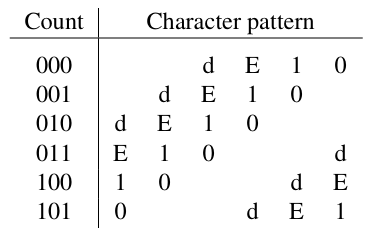 Count Character pattern
000 d E 1 0
001 d E 1 0
010 d E 1 0
011 E 1 0 d
100 1 0 d E
101 0 d E 1